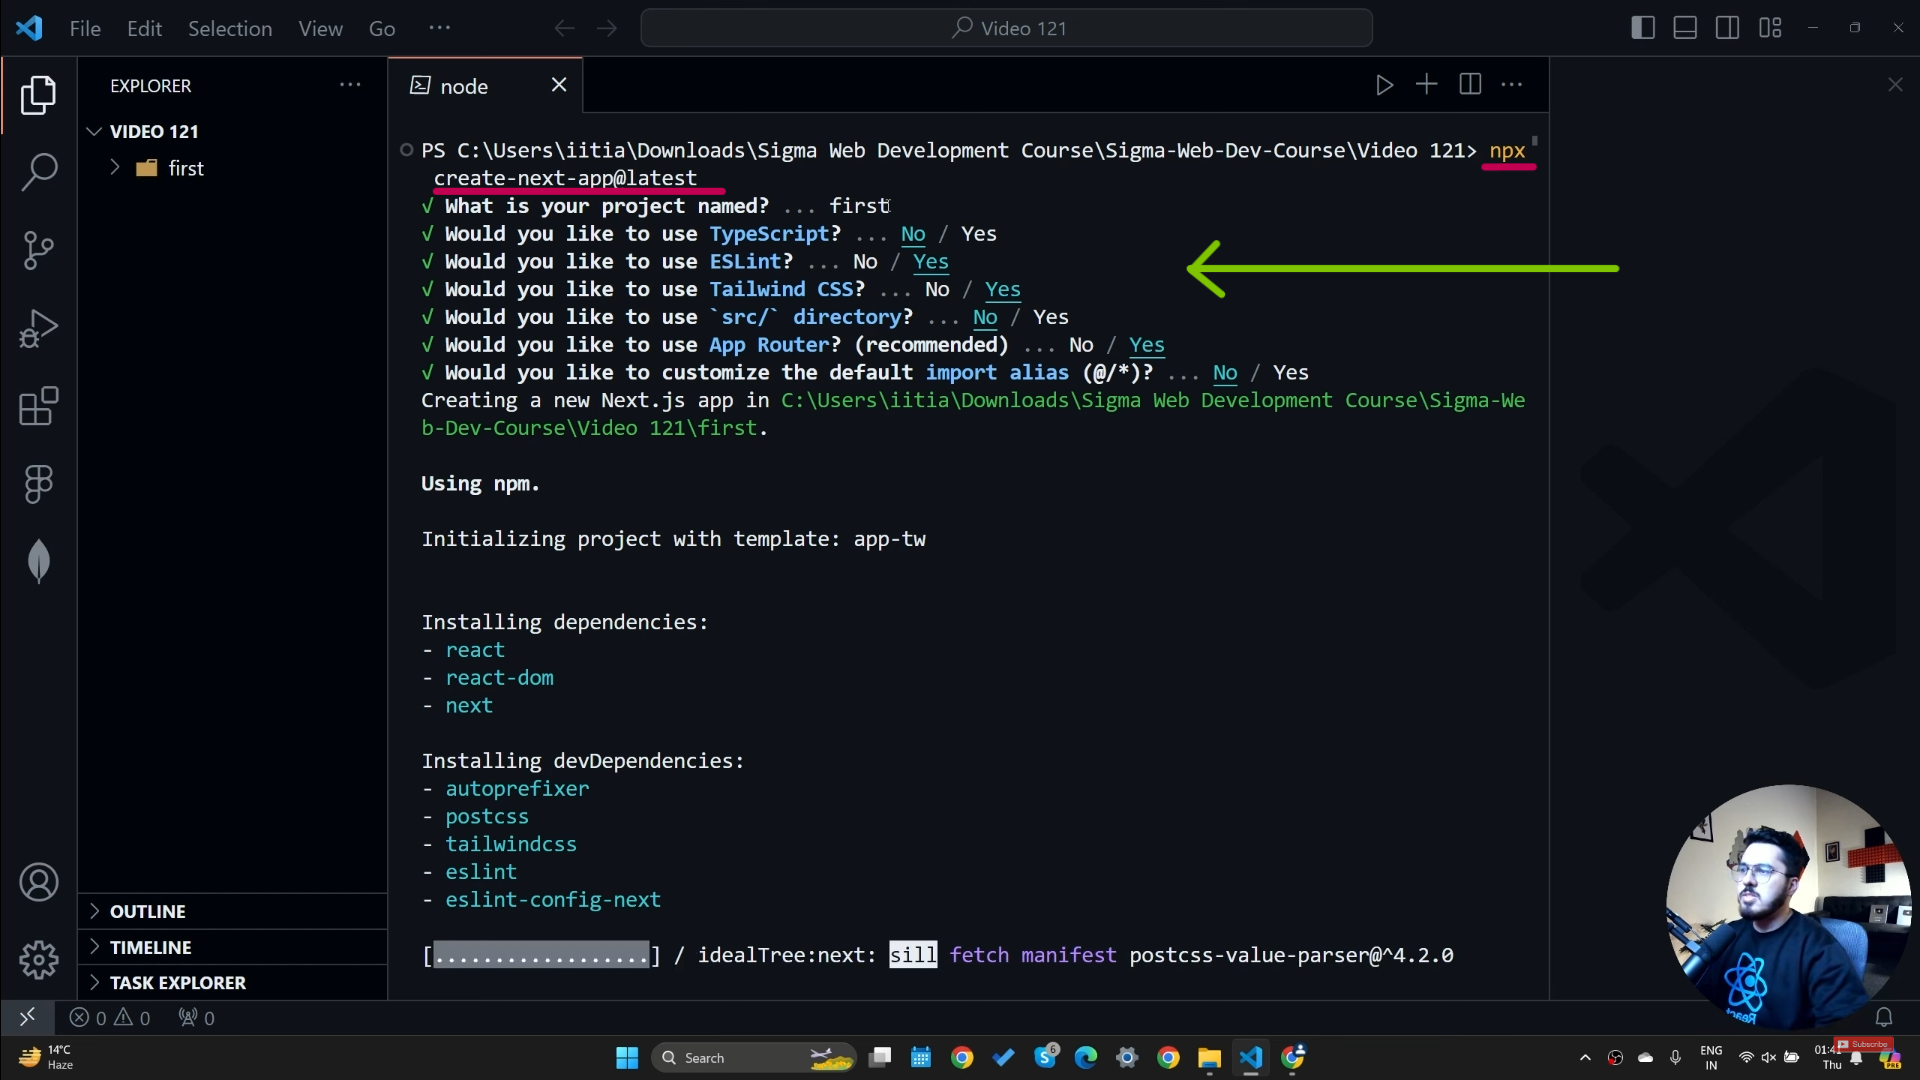 File Edit Selection View Go ···
Video 121
EXPLORER
node
VIDEO 121
first
PS C:\Users\iitia\Downloads\Sigma Web Development Course\Sigma-Web-Dev-Course\Video 121> npx
create-next-app@latest
√ What is your project named? ... first
√ Would you like to use TypeScript? ... No / Yes
√ Would you like to use ESLint? ... No / Yes
√ Would you like to use Tailwind CSS? ... No / Yes
√ Would you like to use `src/` directory? ... No / Yes
√ Would you like to use App Router? (recommended) ... No / Yes
√ Would you like to customize the default import alias (@/*)? ... No / Yes
Creating a new Next.js app in C:\Users\iitia\Downloads\Sigma Web Development Course\Sigma-We
b-Dev-Course\Video 121\first.
Using npm.
Initializing project with template: app-tw
Installing dependencies:
- react
- react-dom
- next
Installing devDependencies:
- autoprefixer
- postcss
- tailwindcss
- eslint
- eslint-config-next
[..................] / idealTree:next: sill fetch manifest postcss-value-parser@^4.2.0
OUTLINE
TIMELINE
TASK EXPLORER
0 0 0
React
14°C
Haze
Search
6
ENG
IN
01:41
Thu
Subscribe
PRE